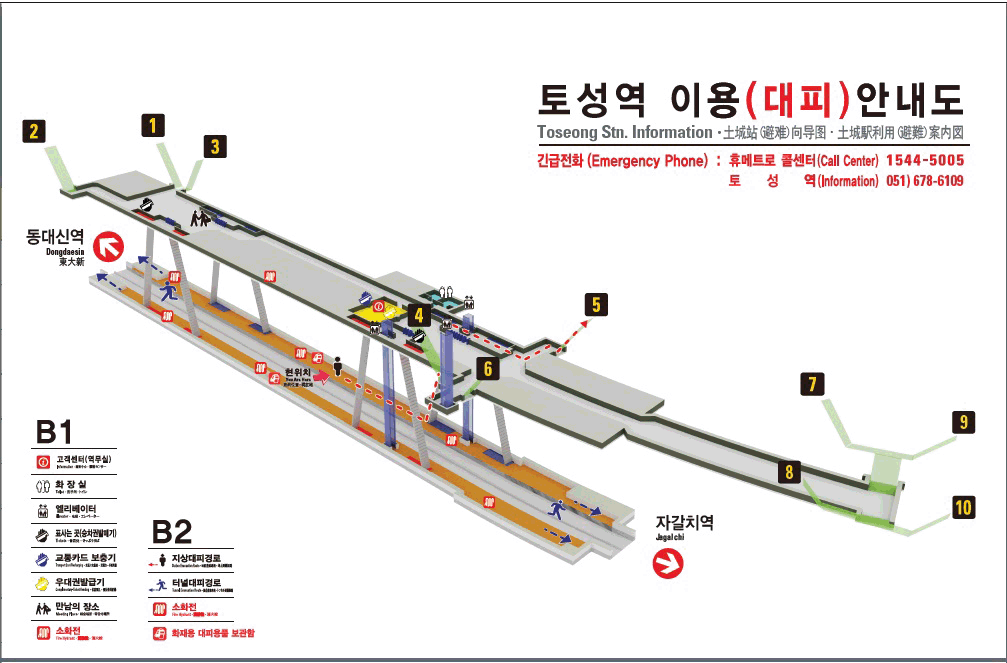 토성역 이용(대피)안내도
Toseong Stn. Information · 土城站(避难)向导图 · 土城駅利用(避難)案内図
긴급전화 (Emergency Phone) : 휴메트로 콜센터(Call Center) 1544-5005
토 성 역(Information) 051) 678-6109
2
1
3
동대신역
Dongdaesin
東大新
4
5
6
현위치
You Are Here
7
9
8
10
자갈치역
Jagalchi
B1
고객센터(역무실)
화 장 실
엘리베이터
표사는 곳(승차권발매기)
교통카드 보충기
우대권발급기
만남의 장소
소화전
B2
지상대피경로
터널대피경로
소화전
화재용 대피용품 보관함